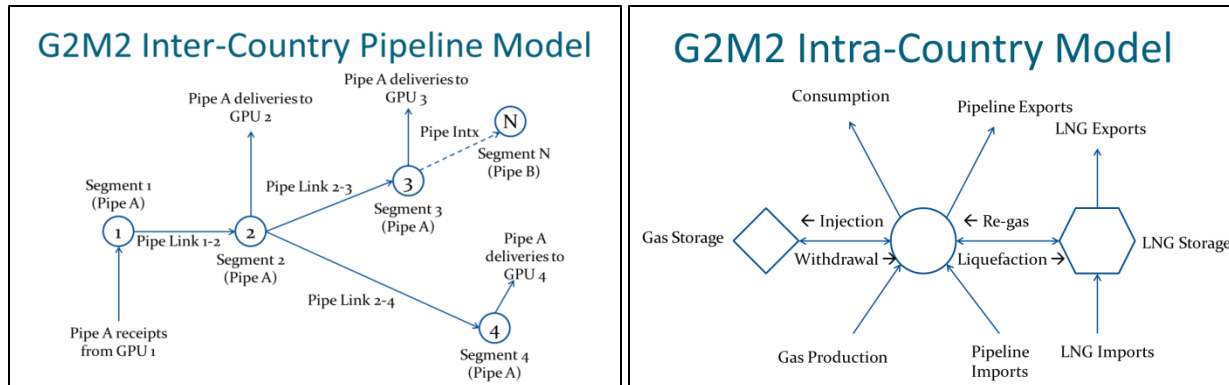 G2M2 Inter-Country Pipeline Model
Pipe A deliveries to
GPU 2
Pipe A deliveries to
GPU 3
Pipe Intx
N
Segment N
(Pipe B)
Segment 1
(Pipe A)
Pipe Link 2-3
3
Segment 3
(Pipe A)
1
Pipe Link 1-2
2
Segment 2
(Pipe A)
Pipe A
deliveries to
GPU 4
Pipe Link 2-4
4
Segment 4
(Pipe A)
Pipe A receipts
from GPU 1
G2M2 Intra-Country Model
Consumption
Pipeline Exports
LNG Exports
← Injection
← Re-gas
Gas Storage
LNG Storage
Withdrawal →
Liquefaction →
Gas Production
Pipeline
Imports
LNG Imports